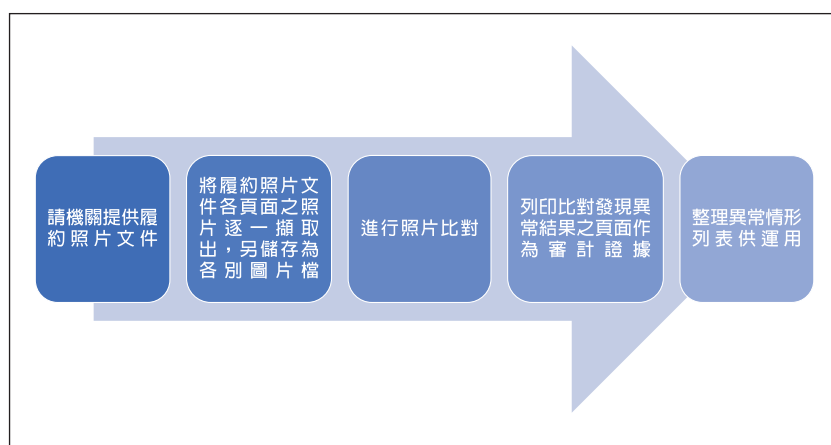 請機關提供履
約照片文件
將履約照片文
件各頁面之照
片逐一擷取
出，另儲存為
各別圖片檔
進行照片比對
列印比對發現異
常結果之頁面作
為審計證據
整理異常情形
列表供運用